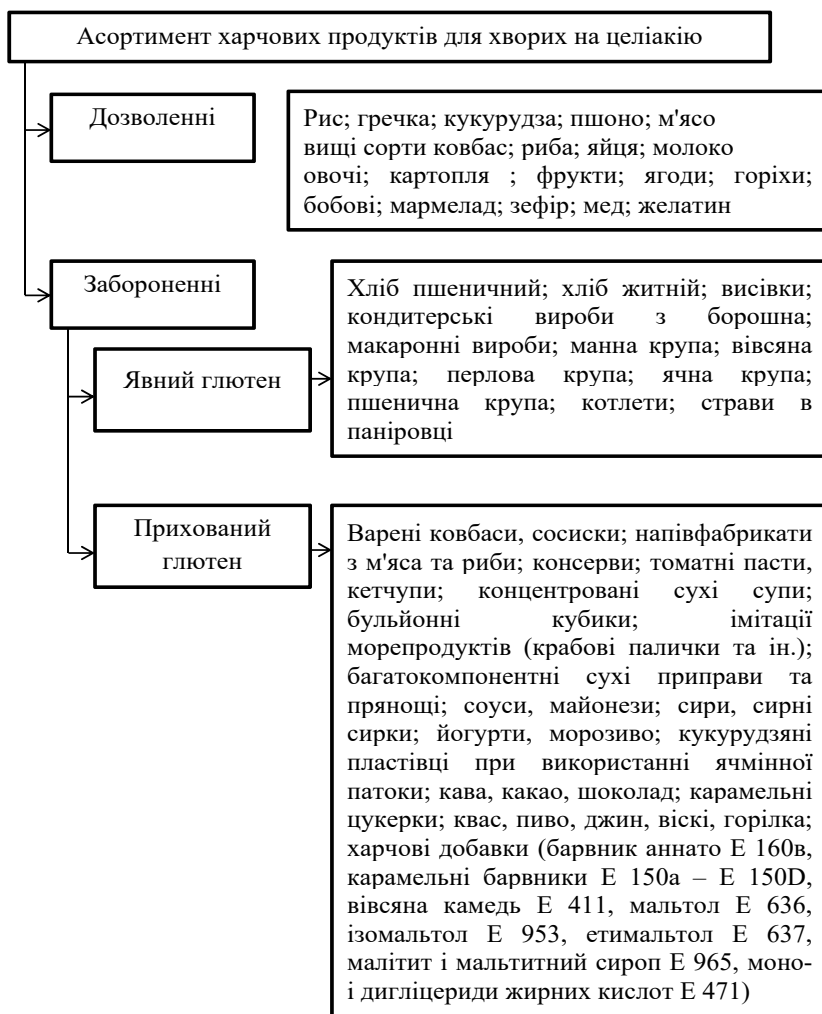 Асортимент харчових продуктів для хворих на целіакію
Дозволенні
Рис; гречка; кукурудза; пшоно; м'ясо
вищі сорти ковбас; риба; яйця; молоко
овочі; картопля ; фрукти; ягоди; горіхи;
бобові; мармелад; зефір; мед; желатин
Забороненні
Явний глютен
Хліб пшеничний; хліб житній; висівки;
кондитерські вироби з борошна;
макаронні вироби; манна крупа; вівсяна
крупа; перлова крупа; ячна крупа;
пшенична крупа; котлети; страви в
паніровці
Прихований
глютен
Варені ковбаси, сосиски; напівфабрикати
з м'яса та риби; консерви; томатні пасти,
кетчупи; концентровані сухі супи;
бульйонні кубики; імітації
морепродуктів (крабові палички та ін.);
багатокомпонентні сухі приправи та
прянощі; соуси, майонези; сири, сирні
сирки; йогурти, морозиво; кукурудзяні
пластівці при використанні ячмінної
патоки; кава, какао, шоколад; карамельні
цукерки; квас, пиво, джин, віскі, горілка;
харчові добавки (барвник аннато Е 160в,
карамельні барвники Е 150а – Е 150D,
вівсяна камедь Е 411, мальтол Е 636,
ізомальтол Е 953, етимальтол Е 637,
малітит і мальтитний сироп Е 965, моно-
і дигліцериди жирних кислот Е 471)